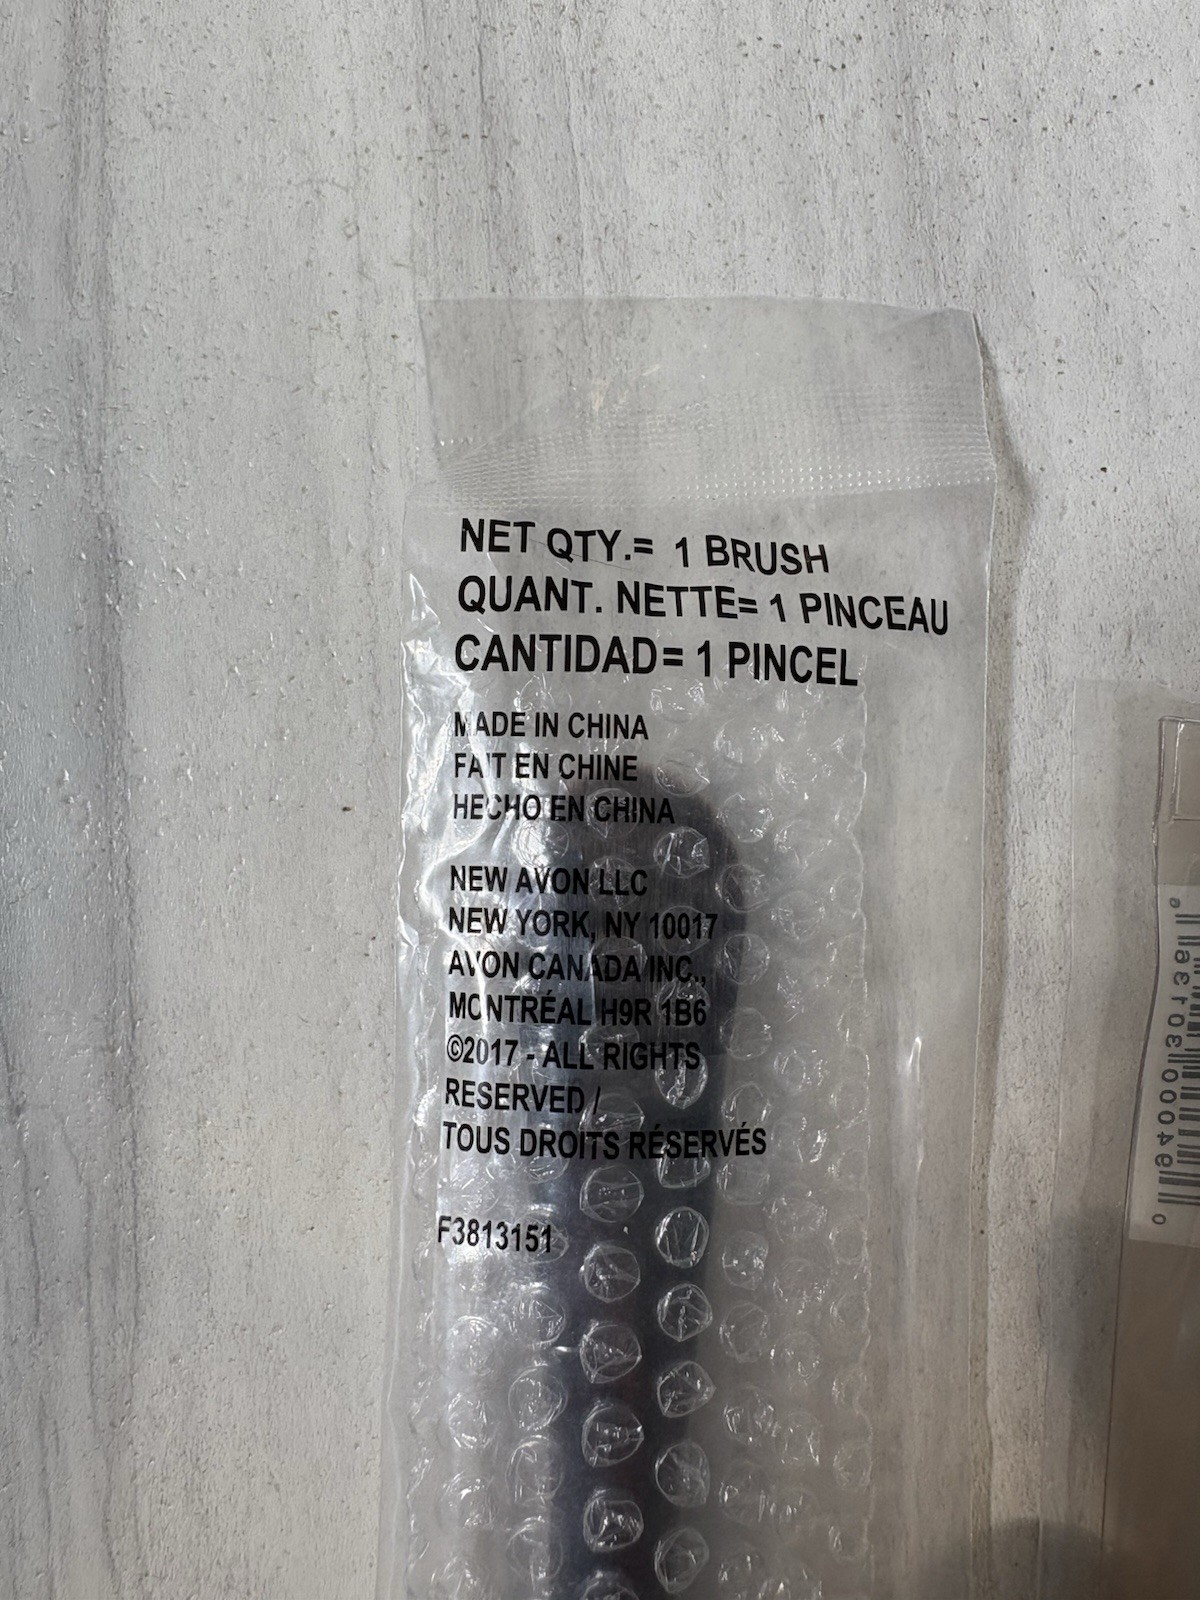 NET QTY.= 1 BRUSH
QUANT. NETTE= 1 PINCEAU
CANTIDAD= 1 PINCEL
MADE IN CHINA
FAIT EN CHINE
HECHO EN CHINA
NEW AVON LLC
NEW YORK, NY 10017
AVON CANADA INC.,
MONTRÉAL H9R 1B6
©2017 - ALL RIGHTS
RESERVED /
TOUS DROITS RÉSERVÉS
F3813151